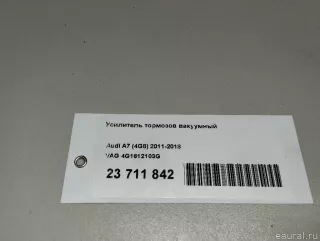 Усилитель тормозов вакуумный
Audi A7 (4G8) 2011-2018
VAG 4G1612103G
23 711 842
© eaural.ru